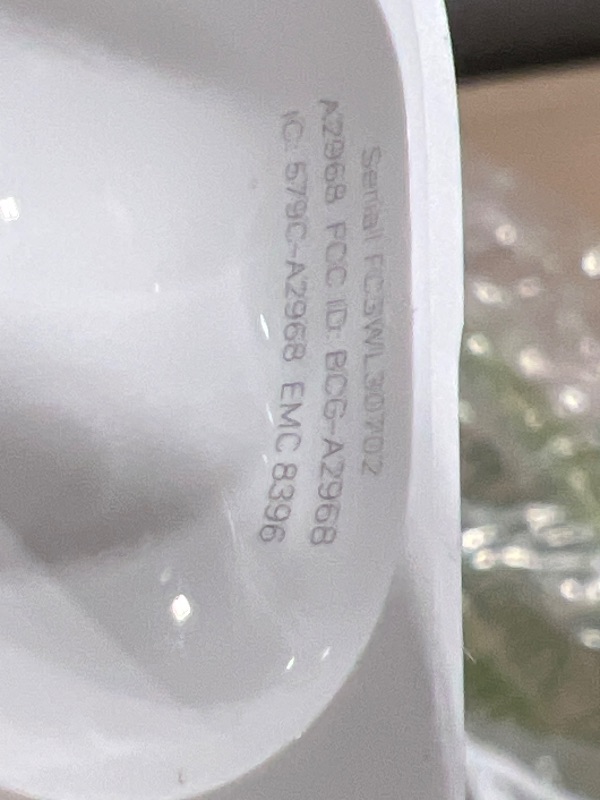 Serial FC3WL30702
A2968 FCC ID: BCG-A2968
IC: 579C-A2968 EMC 8396